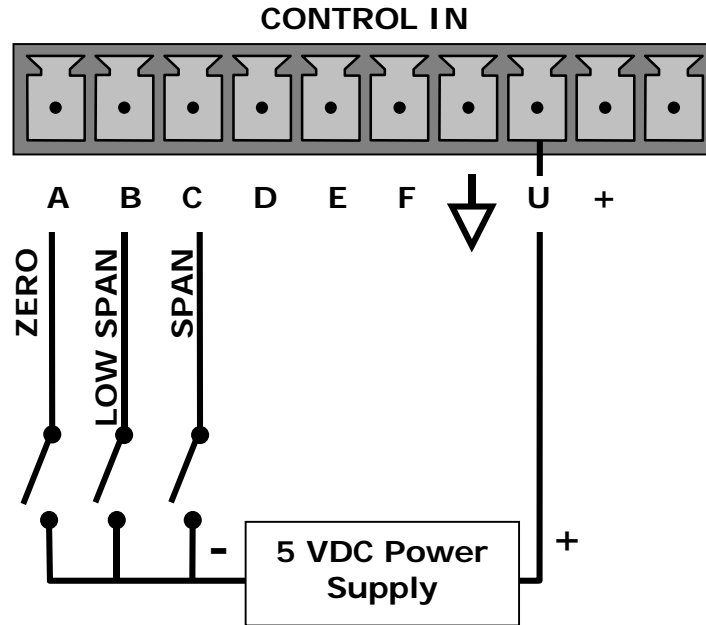 CONTROL IN
A B C D E F U +
ZERO
LOW SPAN
SPAN
- 5 VDC Power +
Supply